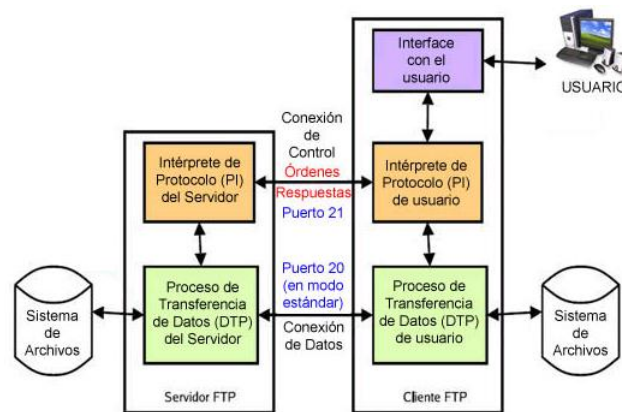 Interface
con el
usuario
USUARIO
Conexión
de
Control
Órdenes
Respuestas
Puerto 21
Intérprete de
Protocolo (PI)
del Servidor
Intérprete de
Protocolo (PI)
de usuario
Puerto 20
(en modo
estándar)
Conexión
de Datos
Sistema
de
Archivos
Proceso de
Transferencia
de Datos (DTP)
del Servidor
Proceso de
Transferencia
de Datos (DTP)
de usuario
Sistema
de
Archivos
Servidor FTP
Cliente FTP